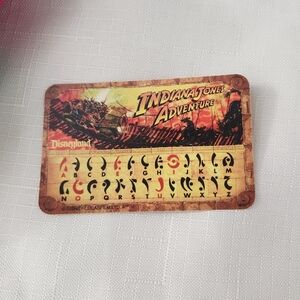 INDIANA JONES
ADVENTURE
Disneyland
A B C D E F G H I J K L M
N O P Q R S T U V W X Y Z